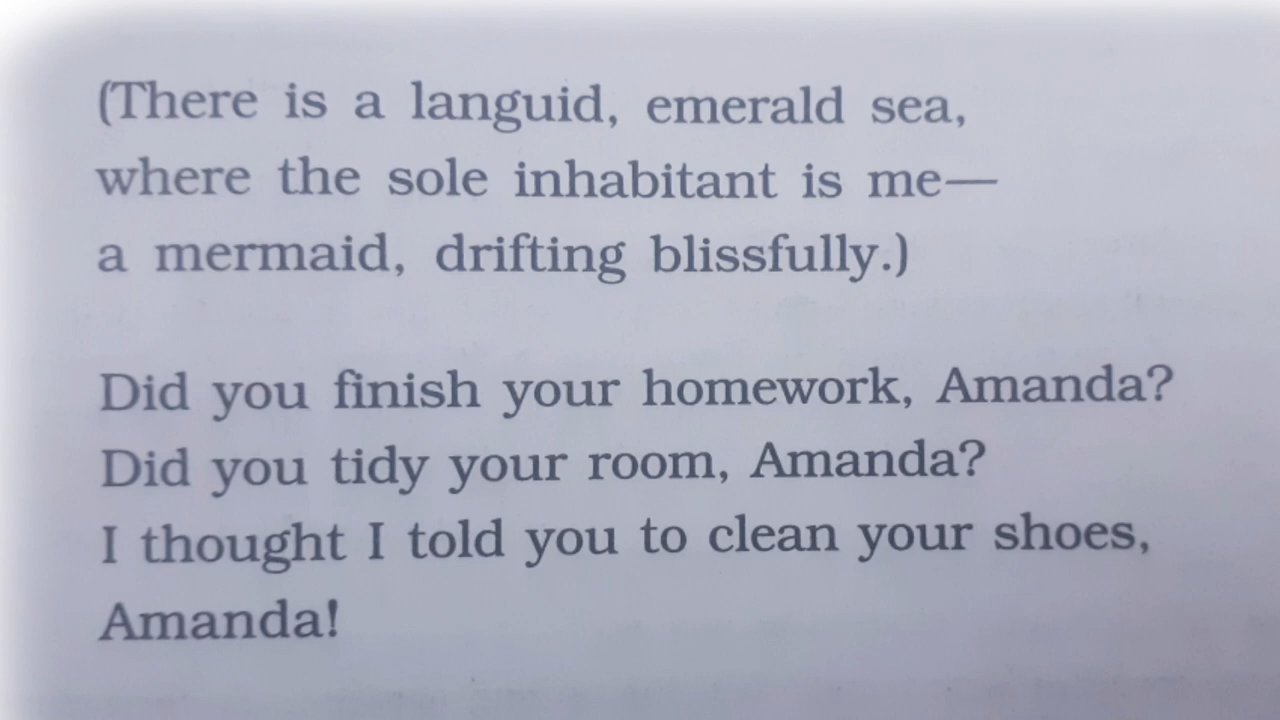 (There is a languid, emerald sea,
where the sole inhabitant is me—
a mermaid, drifting blissfully.)
Did you finish your homework, Amanda?
Did you tidy your room, Amanda?
I thought I told you to clean your shoes,
Amanda!